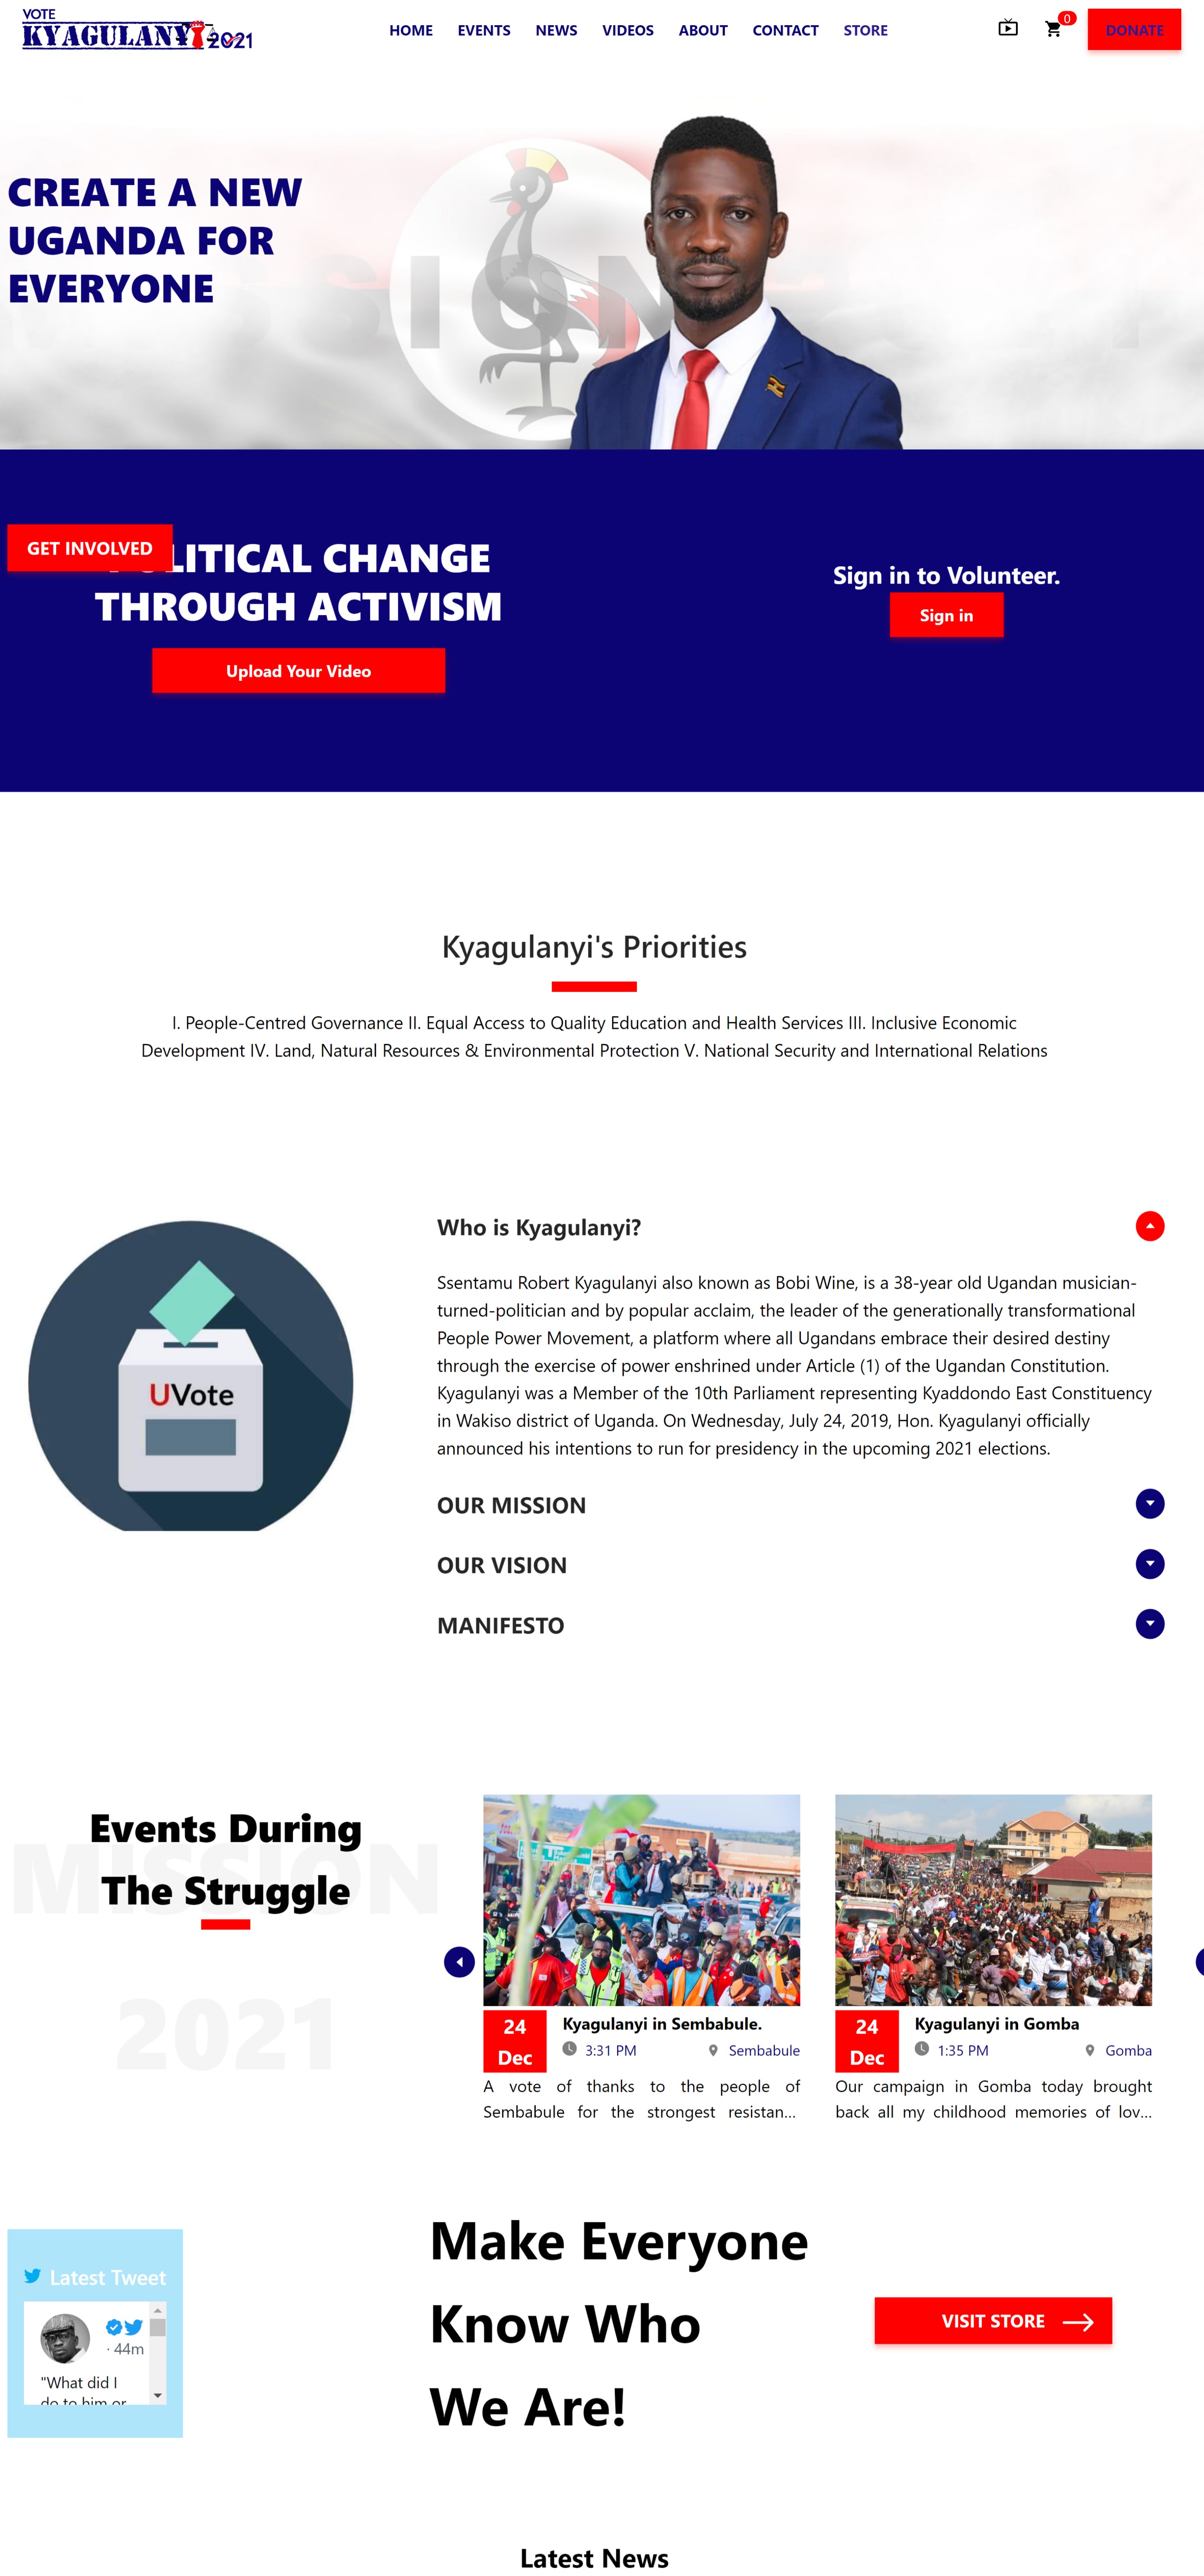 VOTE
KYAGULANYI 2021
HOME EVENTS NEWS VIDEOS ABOUT CONTACT STORE
0
DONATE
CREATE A NEW
UGANDA FOR
EVERYONE
GET INVOLVED
POLITICAL CHANGE
THROUGH ACTIVISM
Upload Your Video
Sign in to Volunteer.
Sign in
Kyagulanyi's Priorities
I. People-Centred Governance II. Equal Access to Quality Education and Health Services III. Inclusive Economic
Development IV. Land, Natural Resources & Environmental Protection V. National Security and International Relations
UVote
Who is Kyagulanyi?
Ssentamu Robert Kyagulanyi also known as Bobi Wine, is a 38-year old Ugandan musician-
turned-politician and by popular acclaim, the leader of the generationally transformational
People Power Movement, a platform where all Ugandans embrace their desired destiny
through the exercise of power enshrined under Article (1) of the Ugandan Constitution.
Kyagulanyi was a Member of the 10th Parliament representing Kyaddondo East Constituency
in Wakiso district of Uganda. On Wednesday, July 24, 2019, Hon. Kyagulanyi officially
announced his intentions to run for presidency in the upcoming 2021 elections.
OUR MISSION
OUR VISION
MANIFESTO
MISSION
2021
Events During
The Struggle
24
Dec
Kyagulanyi in Sembabule.
3:31 PM Sembabule
A vote of thanks to the people of
Sembabule for the strongest resistan...
24
Dec
Kyagulanyi in Gomba
1:35 PM Gomba
Our campaign in Gomba today brought
back all my childhood memories of lov...
Latest Tweet
· 44m
"What did I
do to him or
Make Everyone
Know Who
We Are!
VISIT STORE
Latest News